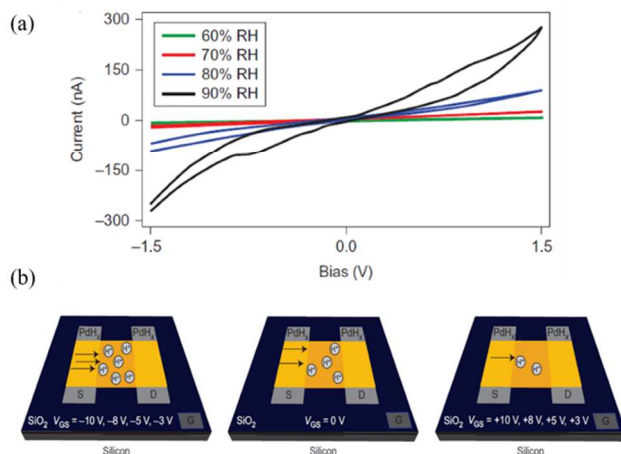 (a)
300
150
0
−150
−300
Current (nA)
60% RH
70% RH
80% RH
90% RH
−1.5
0.0
1.5
Bias (V)
(b)
PdHx PdHx
H+ H+ H+ H+ H+ H+ H+
S D
SiO2 VGS = −10 V, −8 V, −5 V, −3 V G
Silicon
PdHx PdHx
H+ H+ H+ H+ H+
S D
SiO2 VGS = 0 V G
Silicon
PdHx PdHx
H+ H+
S D
SiO2 VGS = +10 V, +8 V, +5 V, +3 V G
Silicon